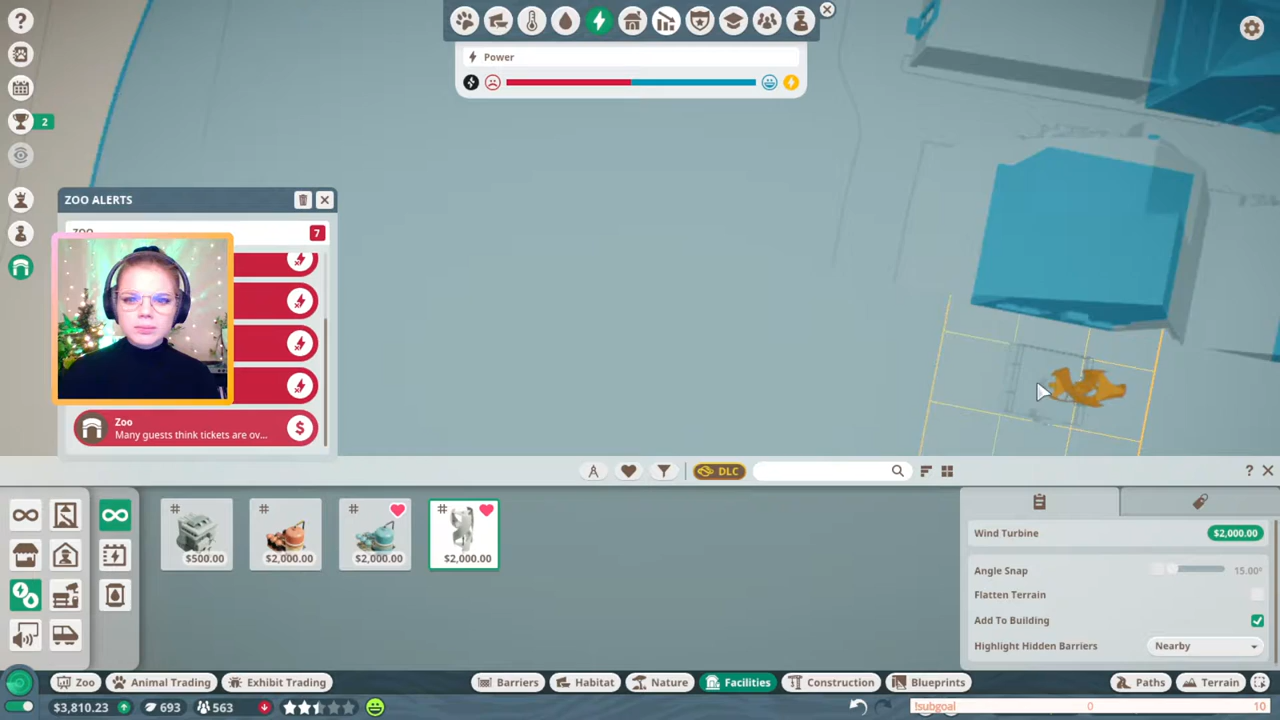 ?
Power
2
ZOO ALERTS
7
Zoo
Many guests think tickets are ov...
DLC
?
$500.00
$2,000.00
$2,000.00
$2,000.00
Wind Turbine
$2,000.00
Angle Snap
15.00°
Flatten Terrain
Add To Building
Highlight Hidden Barriers
Nearby
Zoo
Animal Trading
Exhibit Trading
Barriers
Habitat
Nature
Facilities
Construction
Blueprints
Paths
Terrain
$3,810.23
693
563
!subgoal
0
10